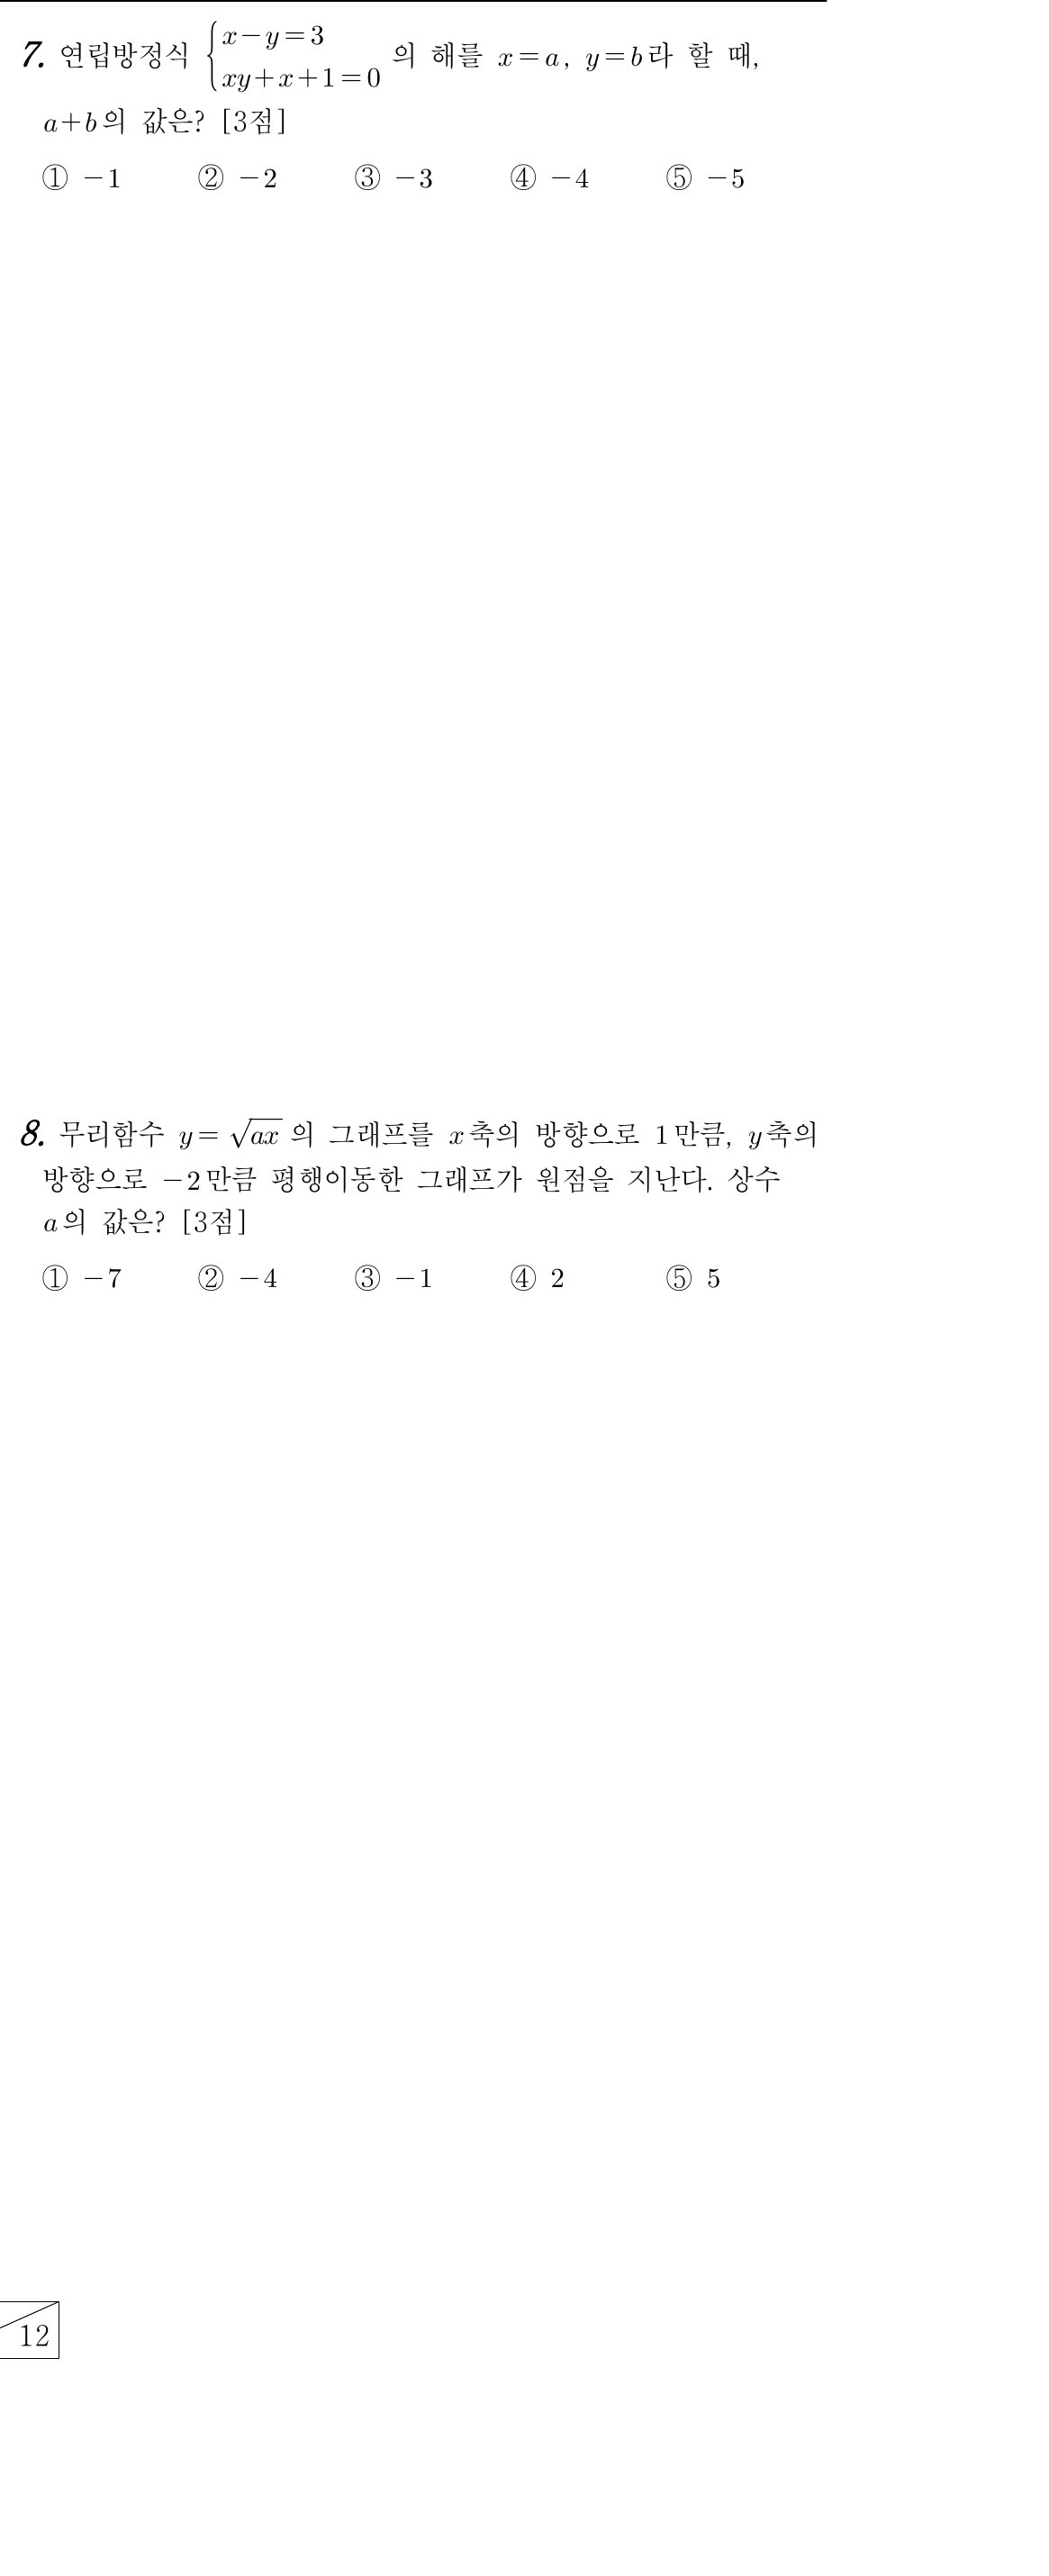 7. 연립방정식 { x-y=3
xy+x+1=0 의 해를 x=a, y=b라 할 때,
a+b의 값은? [3점]
① -1 ② -2 ③ -3 ④ -4 ⑤ -5
8. 무리함수 y=√ax 의 그래프를 x축의 방향으로 1만큼, y축의
방향으로 -2만큼 평행이동한 그래프가 원점을 지난다. 상수
a의 값은? [3점]
① -7 ② -4 ③ -1 ④ 2 ⑤ 5
12